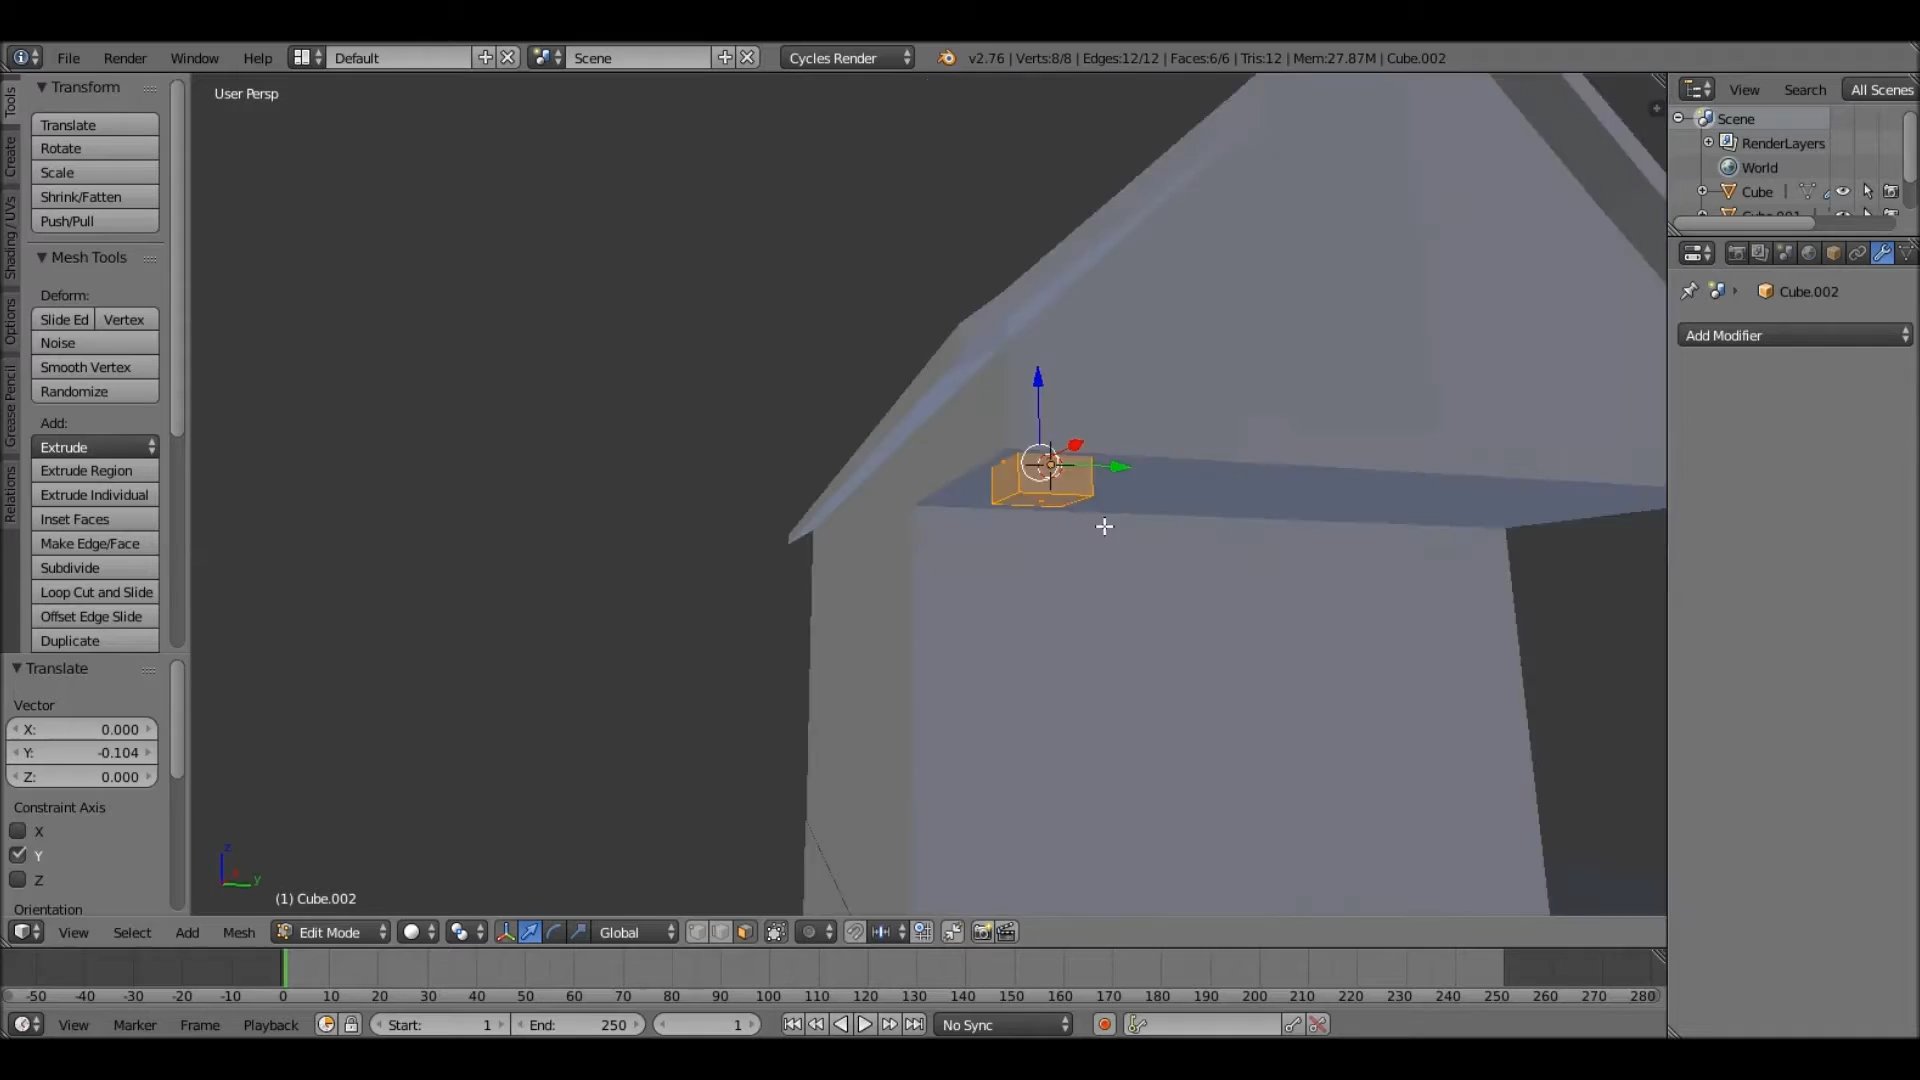 File Render Window Help Default Scene Cycles Render v2.76 | Verts:8/8 | Edges:12/12 | Faces:6/6 | Tris:12 | Mem:27.87M | Cube.002
Tools
Create
Shading / UVs
Options
Grease Pencil
Relations
Transform
Translate
Rotate
Scale
Shrink/Fatten
Push/Pull
Mesh Tools
Deform:
Slide Ed Vertex
Noise
Smooth Vertex
Randomize
Add:
Extrude
Extrude Region
Extrude Individual
Inset Faces
Make Edge/Face
Subdivide
Loop Cut and Slide
Offset Edge Slide
Duplicate
Translate
Vector
X: 0.000
Y: -0.104
Z: 0.000
Constraint Axis
X
Y
Z
Orientation
User Persp
z
y
(1) Cube.002
View Search All Scenes
Scene
RenderLayers
World
Cube
Cube.001
Cube.002
Add Modifier
View Select Add Mesh Edit Mode Global
-50 -40 -30 -20 -10 0 10 20 30 40 50 60 70 80 90 100 110 120 130 140 150 160 170 180 190 200 210 220 230 240 250 260 270 280
View Marker Frame Playback Start: 1 End: 250 1 No Sync